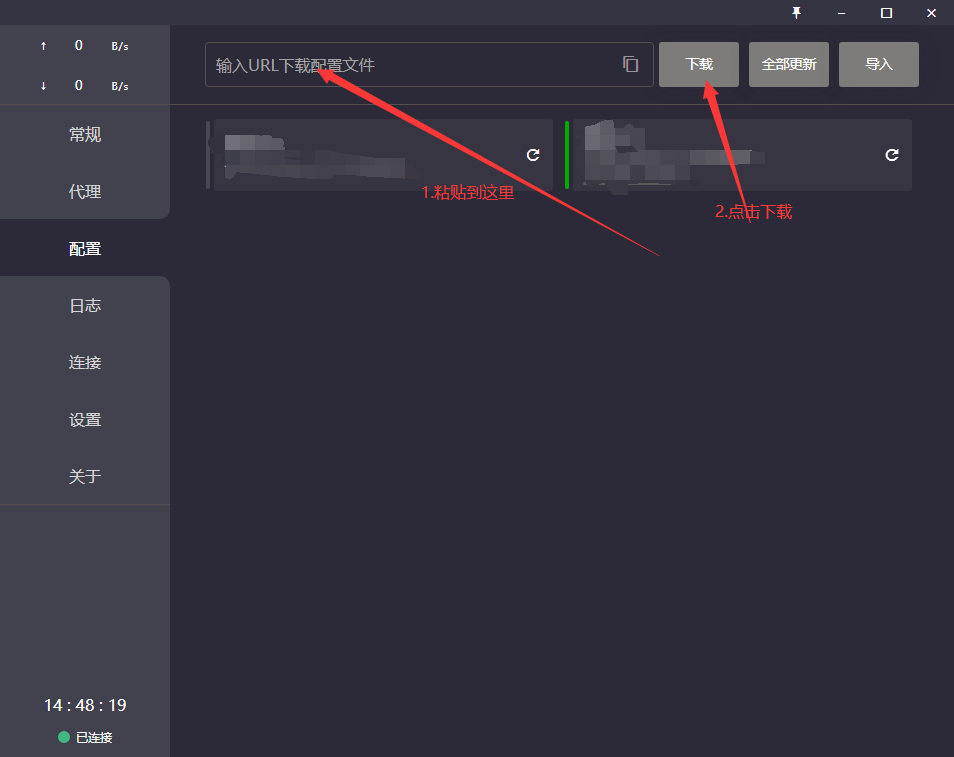 ↑ 0 B/s
↓ 0 B/s
输入URL下载配置文件
下载
全部更新
导入
常规
代理
配置
日志
连接
设置
关于
1.粘贴到这里
2.点击下载
14 : 48 : 19
已连接